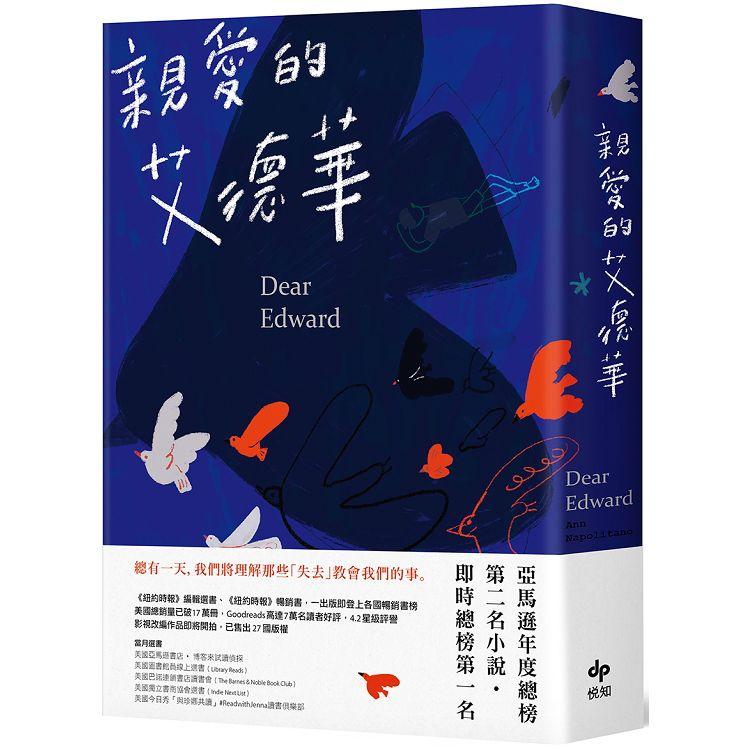 親愛的
艾德華
Dear
Edward
總有一天，我們將理解那些「失去」教會我們的事。
《紐約時報》編輯選書、《紐約時報》暢銷書，一出版即登上各國暢銷書榜
美國總銷量已破17萬冊，Goodreads高達7萬名讀者好評，4.2星級評譽
影視改編作品即將開拍，已售出27國版權
當月選書
美國亞馬遜書店・博客來試讀偵探
美國圖書館員線上選書（Library Reads）
美國巴諾連鎖書店讀書會（The Barnes & Noble Book Club）
美國獨立書商協會選書（Indie Next List）
美國今日秀「與珍娜共讀」#ReadwithJenna讀書俱樂部
亞馬遜年度總榜
第二名小說・
即時總榜第一名
親愛的艾德華
Dear
Edward
Ann
Napolitano
dp
悦知